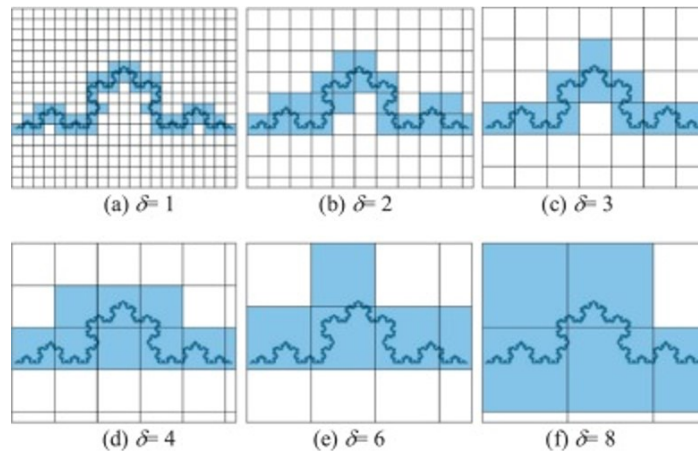 (a) δ= 1
(b) δ= 2
(c) δ= 3
(d) δ= 4
(e) δ= 6
(f) δ= 8